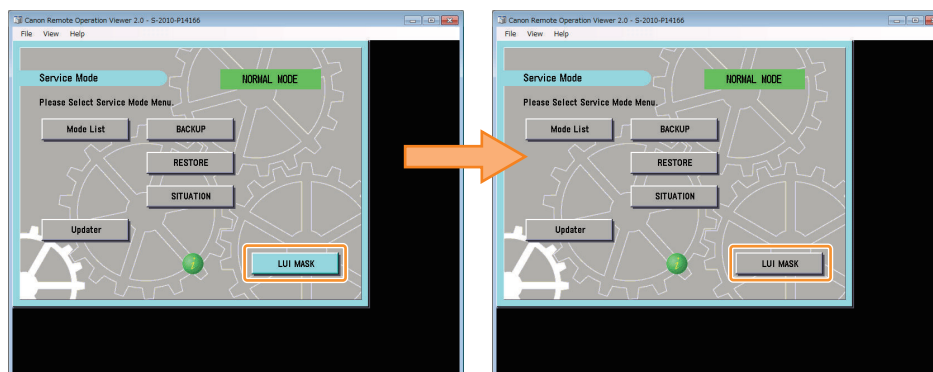 Canon Remote Operation Viewer 2.0 - S-2010-P14166
File View Help
Service Mode
NORMAL MODE
Please Select Service Mode Menu.
Mode List
BACKUP
RESTORE
SITUATION
Updater
i
LUI MASK
Canon Remote Operation Viewer 2.0 - S-2010-P14166
File View Help
Service Mode
NORMAL MODE
Please Select Service Mode Menu.
Mode List
BACKUP
RESTORE
SITUATION
Updater
i
LUI MASK